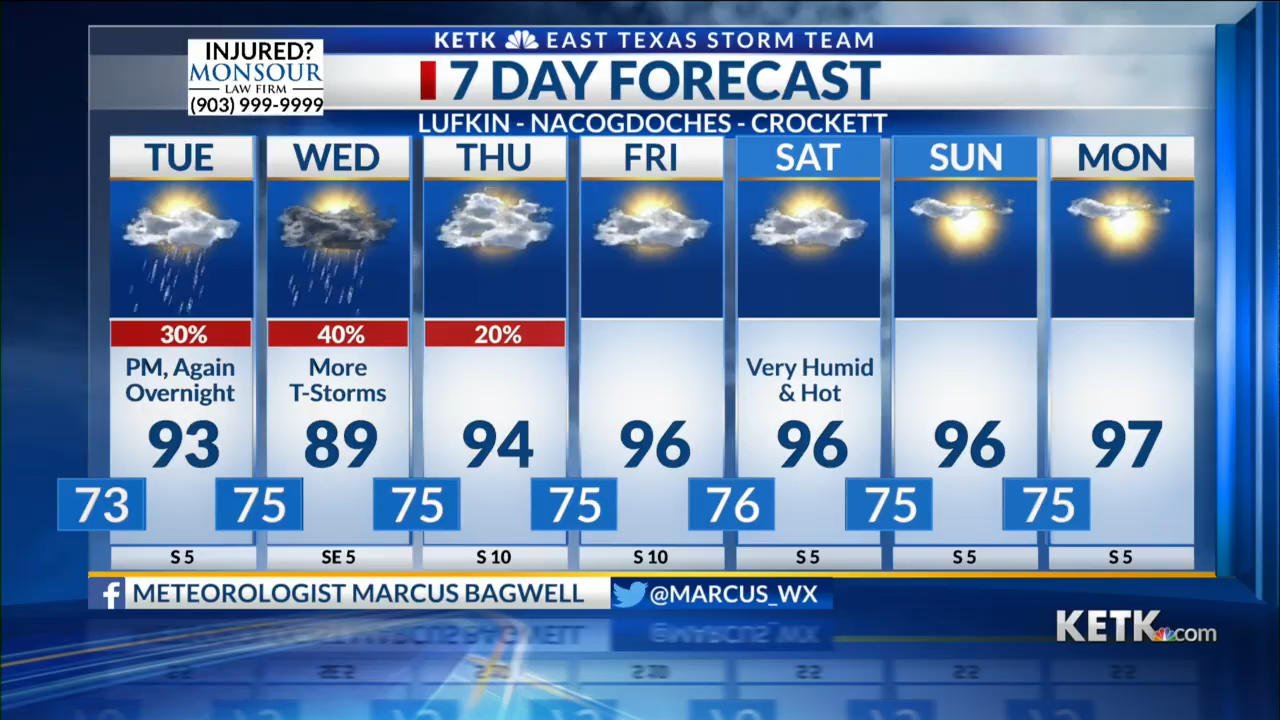 KETK EAST TEXAS STORM TEAM
INJURED?
MONSOUR
LAW FIRM
(903) 999-9999
7 DAY FORECAST
LUFKIN - NACOGDOCHES - CROCKETT
TUE WED THU FRI SAT SUN MON
30% 40% 20%
PM, Again More Very Humid
Overnight T-Storms & Hot
93 89 94 96 96 96 97
73 75 75 75 76 75 75
S 5 SE 5 S 10 S 10 S 5 S 5 S 5
f METEOROLOGIST MARCUS BAGWELL @MARCUS_WX
KETK.com